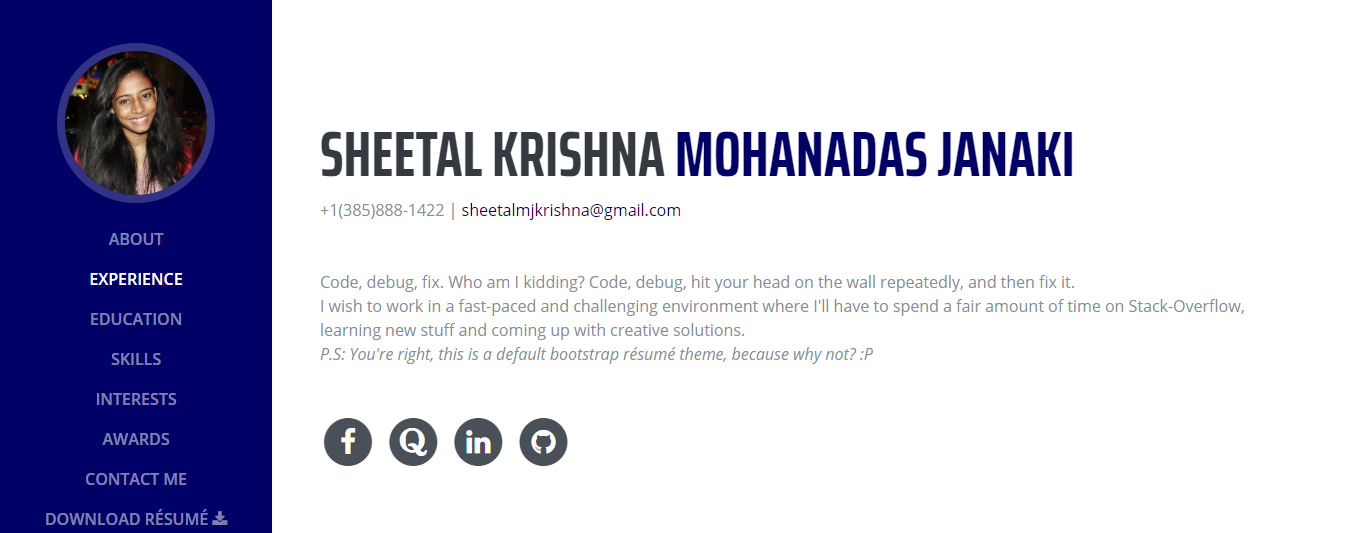 ABOUT
EXPERIENCE
EDUCATION
SKILLS
INTERESTS
AWARDS
CONTACT ME
DOWNLOAD RÉSUMÉ
SHEETAL KRISHNA MOHANADAS JANAKI
+1(385)888-1422 | sheetalmjkrishna@gmail.com
Code, debug, fix. Who am I kidding? Code, debug, hit your head on the wall repeatedly, and then fix it.
I wish to work in a fast-paced and challenging environment where I'll have to spend a fair amount of time on Stack-Overflow,
learning new stuff and coming up with creative solutions.
P.S: You're right, this is a default bootstrap résumé theme, because why not? :P